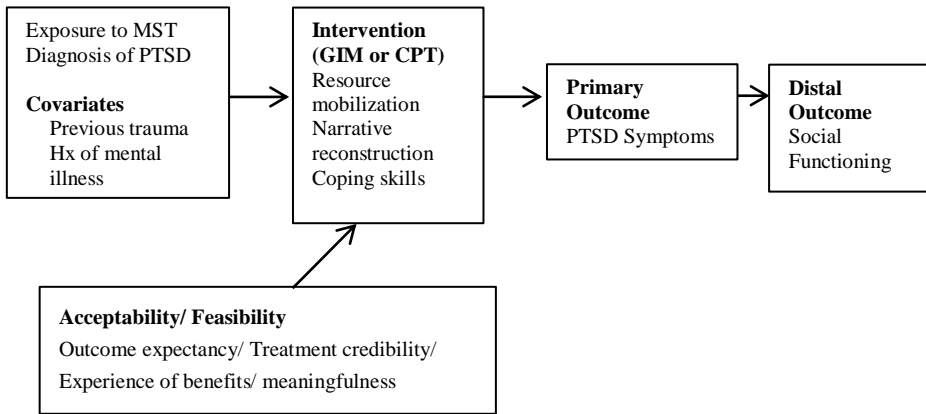 Exposure to MST
Diagnosis of PTSD
Covariates
Previous trauma
Hx of mental
illness
Intervention
(GIM or CPT)
Resource
mobilization
Narrative
reconstruction
Coping skills
Primary
Outcome
PTSD Symptoms
Distal
Outcome
Social
Functioning
Acceptability/ Feasibility
Outcome expectancy/ Treatment credibility/
Experience of benefits/ meaningfulness